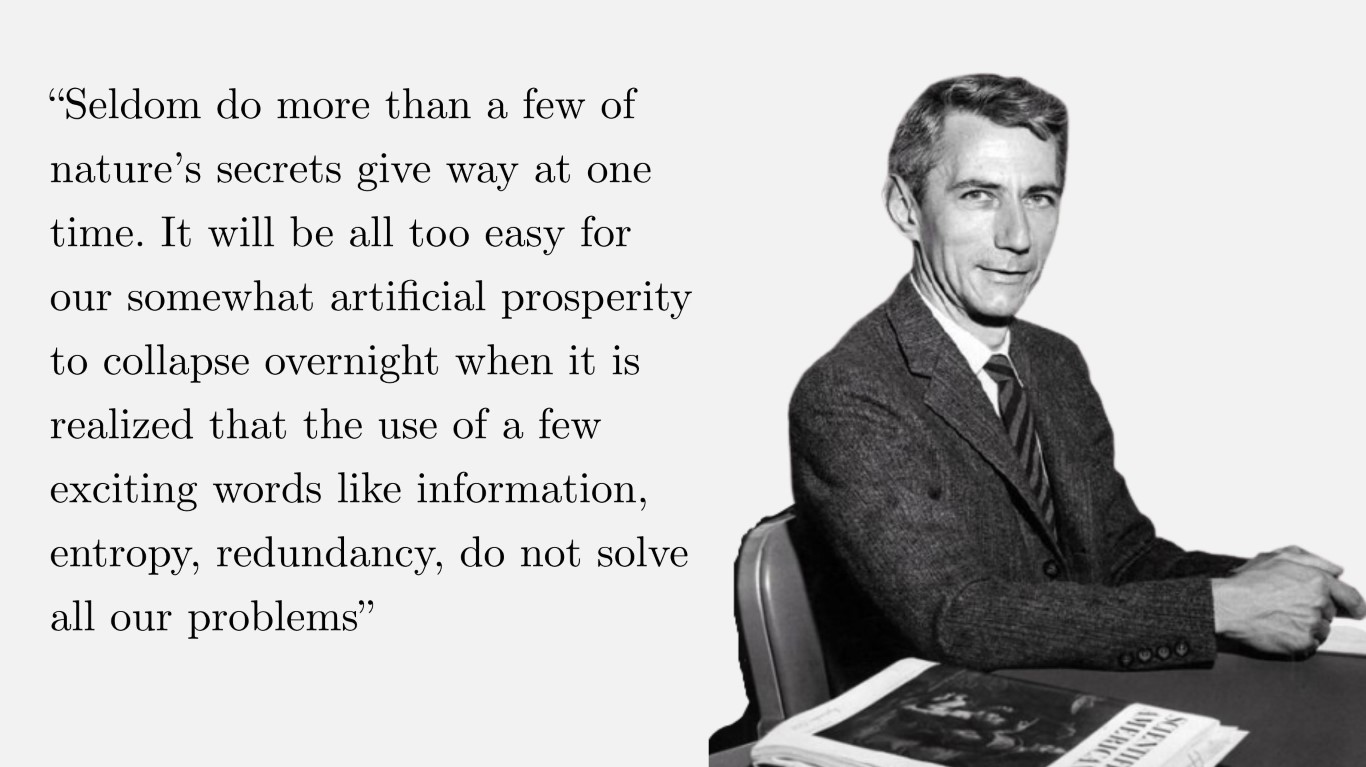 “Seldom do more than a few of
nature’s secrets give way at one
time. It will be all too easy for
our somewhat artificial prosperity
to collapse overnight when it is
realized that the use of a few
exciting words like information,
entropy, redundancy, do not solve
all our problems”
SCIENTIFI
AMERICA